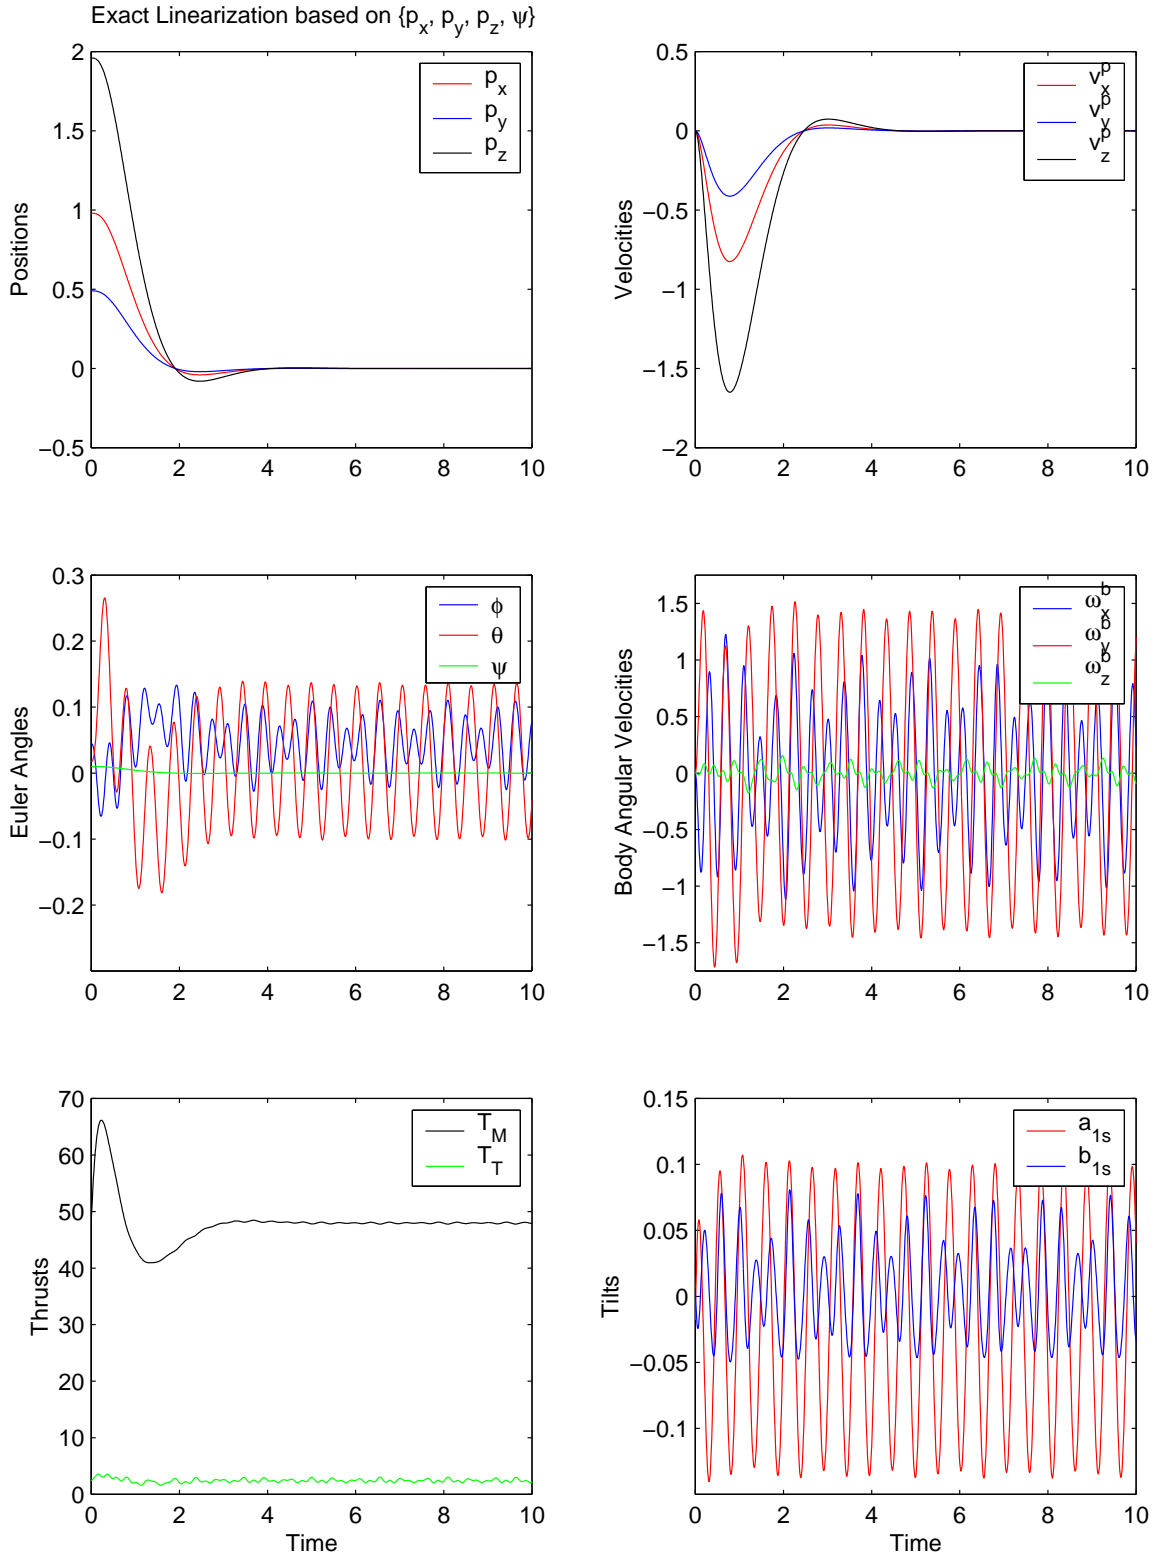 Exact Linearization based on {p_x, p_y, p_z, ψ}
2
1.5
1
0.5
0
−0.5
0 2 4 6 8 10
Positions
p_x
p_y
p_z
0.5
0
−0.5
−1
−1.5
−2
0 2 4 6 8 10
Velocities
v_x^p
v_y^p
v_z^p
0.3
0.2
0.1
0
−0.1
−0.2
0 2 4 6 8 10
Euler Angles
ϕ
θ
ψ
1.5
1
0.5
0
−0.5
−1
−1.5
0 2 4 6 8 10
Body Angular Velocities
ω_x^b
ω_y^b
ω_z^b
70
60
50
40
30
20
10
0
0 2 4 6 8 10
Thrusts
Time
T_M
T_T
0.15
0.1
0.05
0
−0.05
−0.1
0 2 4 6 8 10
Tilts
Time
a_1s
b_1s